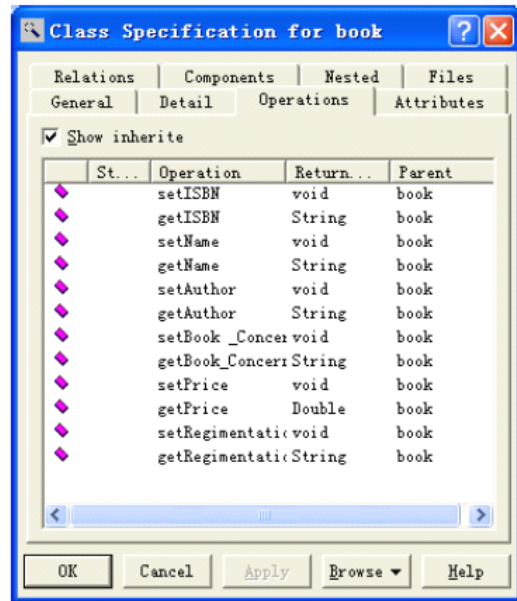 Class Specification for book
Relations Components Nested Files
General Detail Operations Attributes
Show inherite
St... Operation Return... Parent
setISBN void book
getISBN String book
setName void book
getName String book
setAuthor void book
getAuthor String book
setBook _Concer void book
getBook_Concerr String book
setPrice void book
getPrice Double book
setRegimentatic void book
getRegimentatic String book
OK Cancel Apply Browse Help